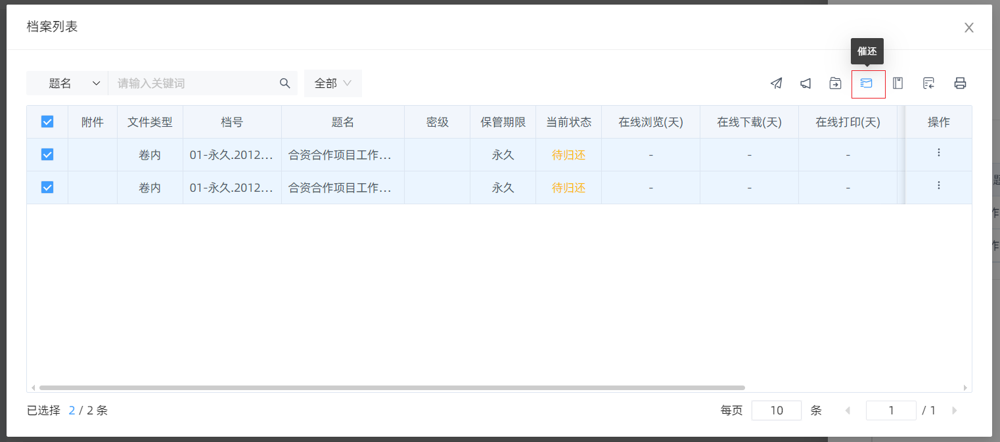 档案列表
催还
题名 请输入关键词 全部
附件 文件类型 档号 题名 密级 保管期限 当前状态 在线浏览(天) 在线下载(天) 在线打印(天) 操作
卷内 01-永久.2012... 合资合作项目工作... 永久 待归还 - - -
卷内 01-永久.2012... 合资合作项目工作... 永久 待归还 - - -
题
作
作
已选择 2 / 2 条 每页 10 条 1 / 1